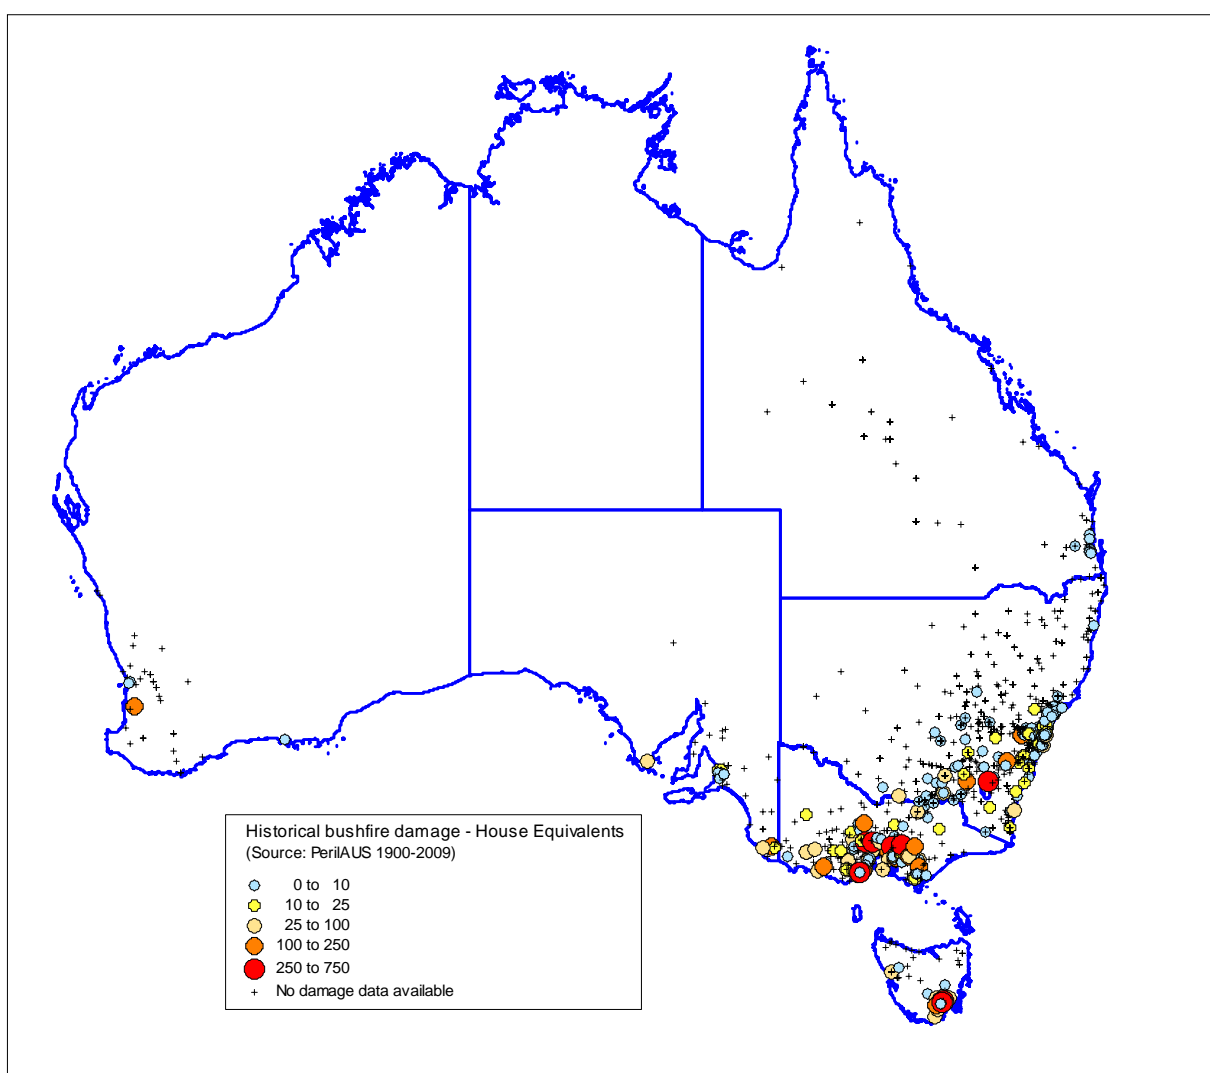 Historical bushfire damage - House Equivalents
(Source: PerilAUS 1900-2009)
0 to 10
10 to 25
25 to 100
100 to 250
250 to 750
No damage data available